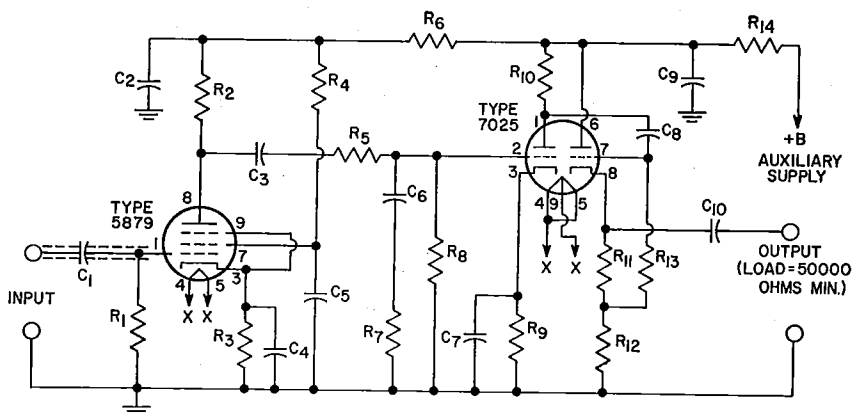 R6
R14
C2
R2
R4
R10
C9
TYPE
7025
1
6
C8
+B
AUXILIARY
SUPPLY
C3
R5
2
7
3
8
C6
4
9
5
C10
TYPE
5879
8
9
1
7
4
5
3
C1
X
X
R8
X
X
R11
R13
OUTPUT
(LOAD=50000
OHMS MIN.)
INPUT
C5
R1
R3
C4
R7
C7
R9
R12